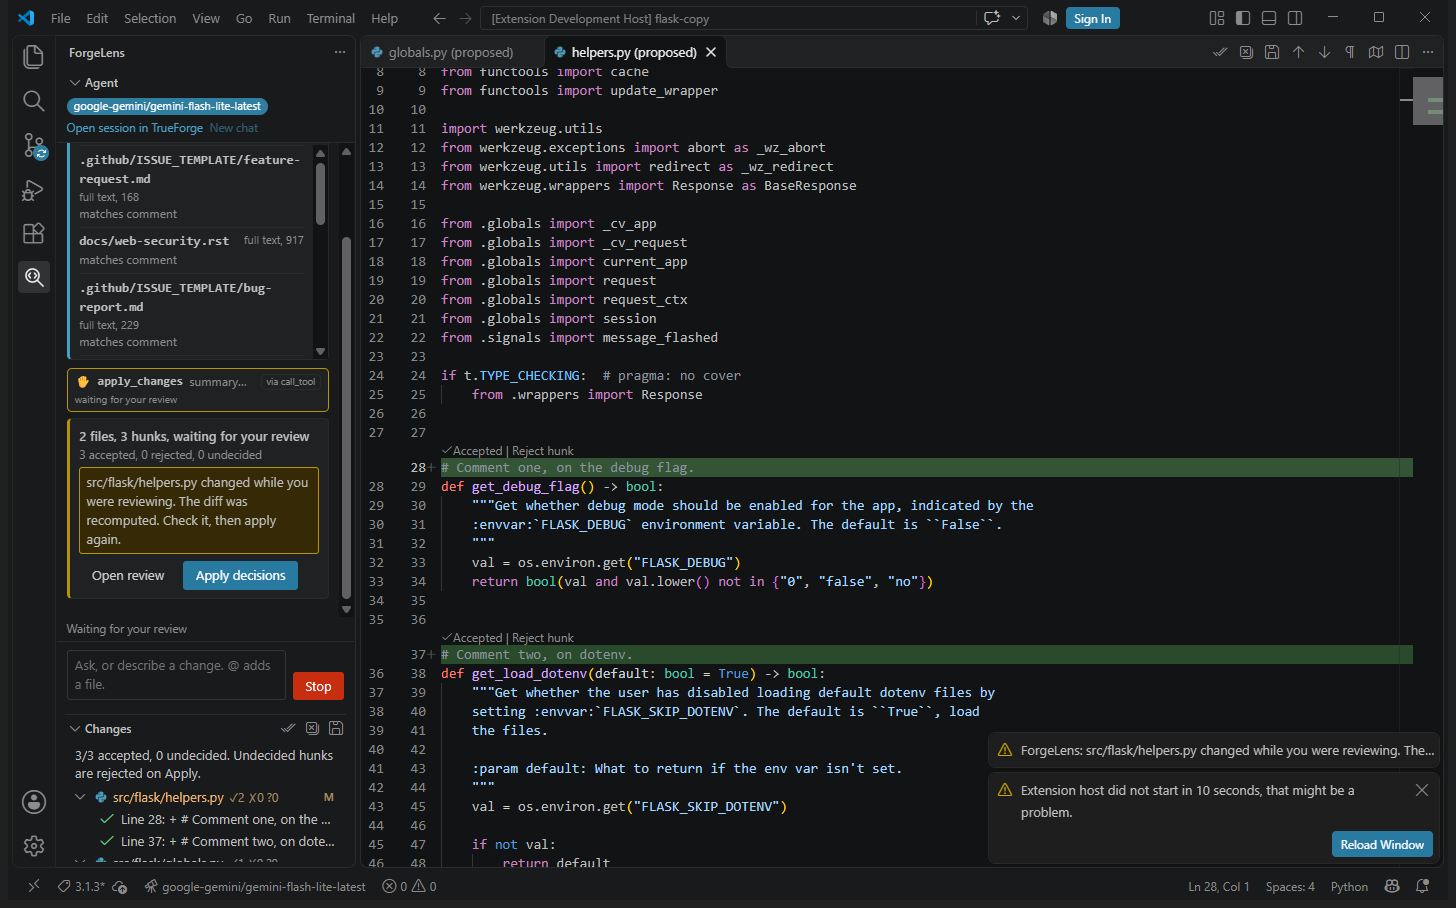 File Edit Selection View Go Run Terminal Help
[Extension Development Host] flask-copy
Sign In
ForgeLens
Agent
google-gemini/gemini-flash-lite-latest
Open session in TrueForge New chat
.github/ISSUE_TEMPLATE/feature-
request.md
full text, 168
matches comment
docs/web-security.rst full text, 917
matches comment
.github/ISSUE_TEMPLATE/bug-
report.md
full text, 229
matches comment
apply_changes summary... via call_tool
waiting for your review
2 files, 3 hunks, waiting for your review
3 accepted, 0 rejected, 0 undecided
src/flask/helpers.py changed while you
were reviewing. The diff was
recomputed. Check it, then apply
again.
Open review Apply decisions
Waiting for your review
Ask, or describe a change. @ adds
a file.
Stop
Changes
3/3 accepted, 0 undecided. Undecided hunks
are rejected on Apply.
src/flask/helpers.py ✓2 ✗0 ?0 M
Line 28: + # Comment one, on the ...
Line 37: + # Comment two, on dote...
src/flask/globals.py ✓1 ✗0 ?0
globals.py (proposed) helpers.py (proposed)
8 8 from functools import cache
9 9 from functools import update_wrapper
10 10
11 11 import werkzeug.utils
12 12 from werkzeug.exceptions import abort as _wz_abort
13 13 from werkzeug.utils import redirect as _wz_redirect
14 14 from werkzeug.wrappers import Response as BaseResponse
15 15
16 16 from .globals import _cv_app
17 17 from .globals import _cv_request
18 18 from .globals import current_app
19 19 from .globals import request
20 20 from .globals import request_ctx
21 21 from .globals import session
22 22 from .signals import message_flashed
23 23
24 24 if t.TYPE_CHECKING:  # pragma: no cover
25 25     from .wrappers import Response
26 26
27 27
✓Accepted | Reject hunk
28+ # Comment one, on the debug flag.
28 29 def get_debug_flag() -> bool:
29 30     """Get whether debug mode should be enabled for the app, indicated by the
30 31     :envvar:`FLASK_DEBUG` environment variable. The default is ``False``.
31 32     """
32 33     val = os.environ.get("FLASK_DEBUG")
33 34     return bool(val and val.lower() not in {"0", "false", "no"})
34 35
35 36
✓Accepted | Reject hunk
37+ # Comment two, on dotenv.
36 38 def get_load_dotenv(default: bool = True) -> bool:
37 39     """Get whether the user has disabled loading default dotenv files by
38 40     setting :envvar:`FLASK_SKIP_DOTENV`. The default is ``True``, load
39 41     the files.
40 42
41 43     :param default: What to return if the env var isn't set.
42 44     """
43 45     val = os.environ.get("FLASK_SKIP_DOTENV")
44 46
45 47     if not val:
46 48         return default
ForgeLens: src/flask/helpers.py changed while you were reviewing. The...
Extension host did not start in 10 seconds, that might be a
problem.
Reload Window
3.1.3* google-gemini/gemini-flash-lite-latest 0 0 Ln 28, Col 1 Spaces: 4 Python